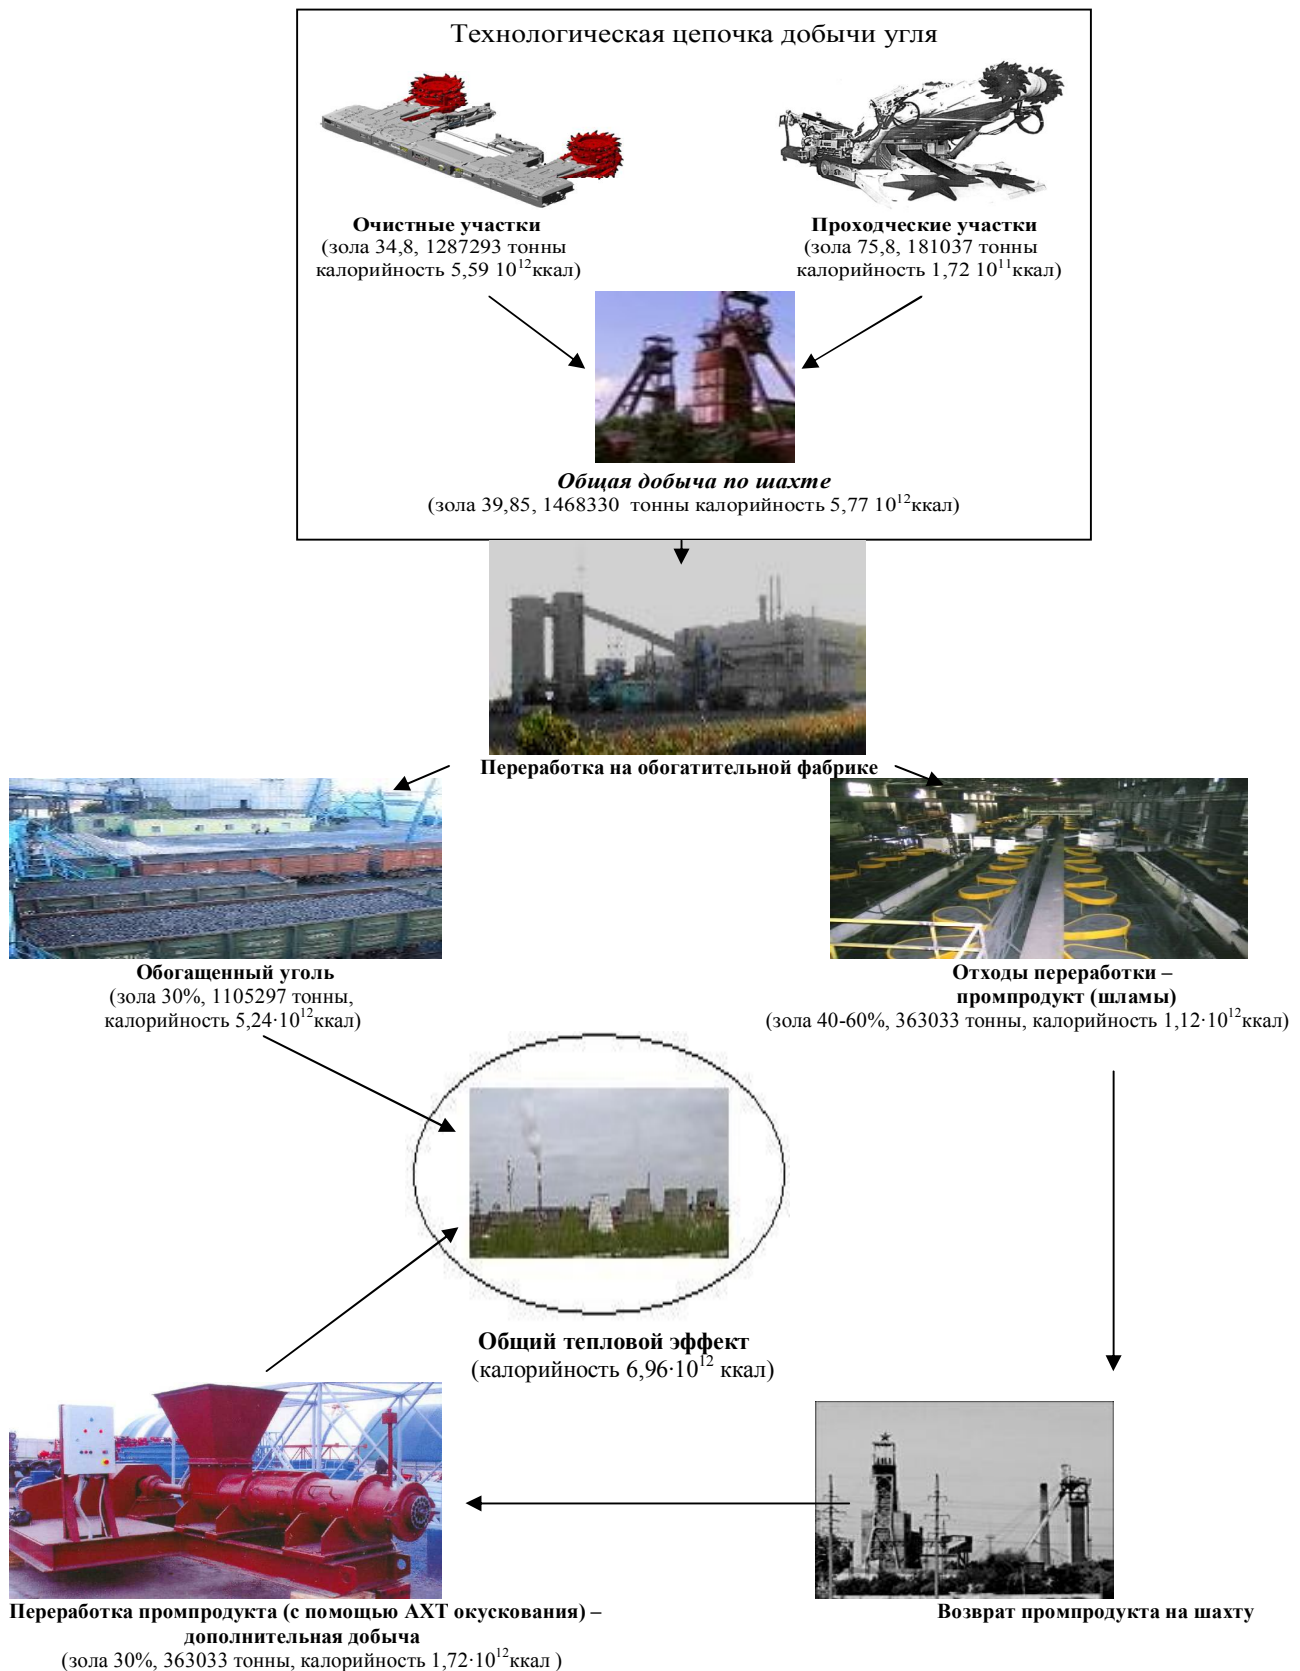 Технологическая цепочка добычи угля
Очистные участки
(зола 34,8, 1287293 тонны
калорийность 5,59 10¹²ккал)
Проходческие участки
(зола 75,8, 181037 тонны
калорийность 1,72 10¹¹ккал)
Общая добыча по шахте
(зола 39,85, 1468330 тонны калорийность 5,77 10¹²ккал)
Переработка на обогатительной фабрике
Обогащенный уголь
(зола 30%, 1105297 тонны,
калорийность 5,24·10¹²ккал)
Отходы переработки –
промпродукт (шламы)
(зола 40-60%, 363033 тонны, калорийность 1,12·10¹²ккал)
Общий тепловой эффект
(калорийность 6,96·10¹² ккал)
Переработка промпродукта (с помощью АХТ окускования) –
дополнительная добыча
(зола 30%, 363033 тонны, калорийность 1,72·10¹²ккал )
Возврат промпродукта на шахту